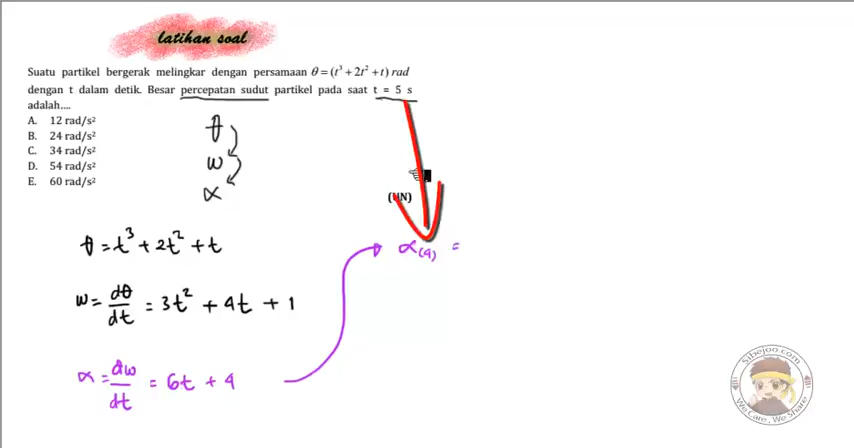 latihan soal
Suatu partikel bergerak melingkar dengan persamaan θ = (t³ + 2t² + t) rad
dengan t dalam detik. Besar percepatan sudut partikel pada saat t = 5 s
adalah....
A. 12 rad/s²
B. 24 rad/s²
C. 34 rad/s²
D. 54 rad/s²
E. 60 rad/s²
θ
ω
α
(UN)
θ = t³ + 2t² + t
α(4) =
ω = dθ/dt = 3t² + 4t + 1
α = dω/dt = 6t + 4
Sibejoo.com
We Care, We Share